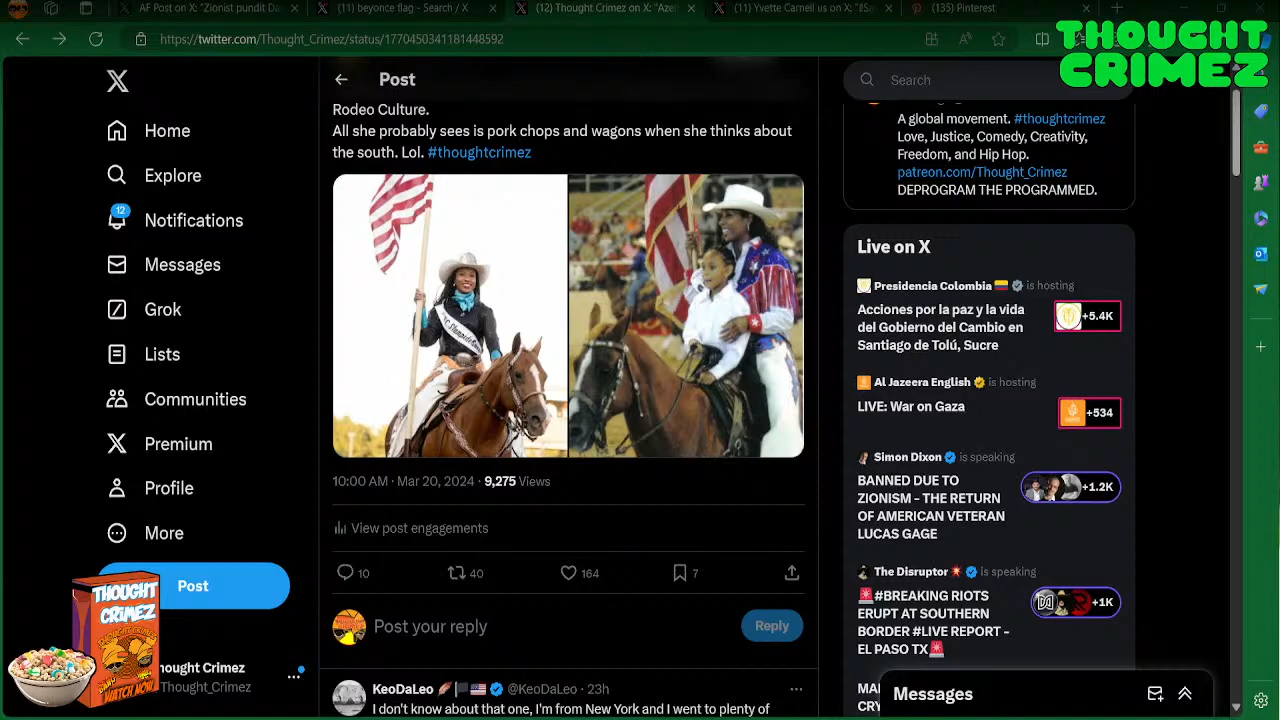 AF Post on X: "Zionist pundit Da
(11) beyonce flag - Search / X
(12) Thought Crimez on X: "Azeli
(11) Yvette Carnell us on X: "#Sa
(135) Pinterest
https://twitter.com/Thought_Crimez/status/1770450341181448592
THOUGHT
CRIMEZ
Home
Explore
12
Notifications
Messages
Grok
Lists
Communities
Premium
Profile
More
Post
THOUGHT
CRIMEZ
WATCH NOW
hought Crimez
Thought_Crimez
Post
Rodeo Culture.
All she probably sees is pork chops and wagons when she thinks about
the south. Lol. #thoughtcrimez
10:00 AM · Mar 20, 2024 · 9,275 Views
View post engagements
10
40
164
7
Post your reply
Reply
KeoDaLeo @KeoDaLeo · 23h
I don't know about that one, I'm from New York and I went to plenty of
Search
A global movement. #thoughtcrimez
Love, Justice, Comedy, Creativity,
Freedom, and Hip Hop.
patreon.com/Thought_Crimez
DEPROGRAM THE PROGRAMMED.
Live on X
Presidencia Colombia is hosting
Acciones por la paz y la vida
del Gobierno del Cambio en
Santiago de Tolú, Sucre
+5.4K
Al Jazeera English is hosting
LIVE: War on Gaza
+534
Simon Dixon is speaking
BANNED DUE TO
ZIONISM - THE RETURN
OF AMERICAN VETERAN
LUCAS GAGE
+1.2K
The Disruptor is speaking
#BREAKING RIOTS
ERUPT AT SOUTHERN
BORDER #LIVE REPORT -
EL PASO TX
+1K
Messages